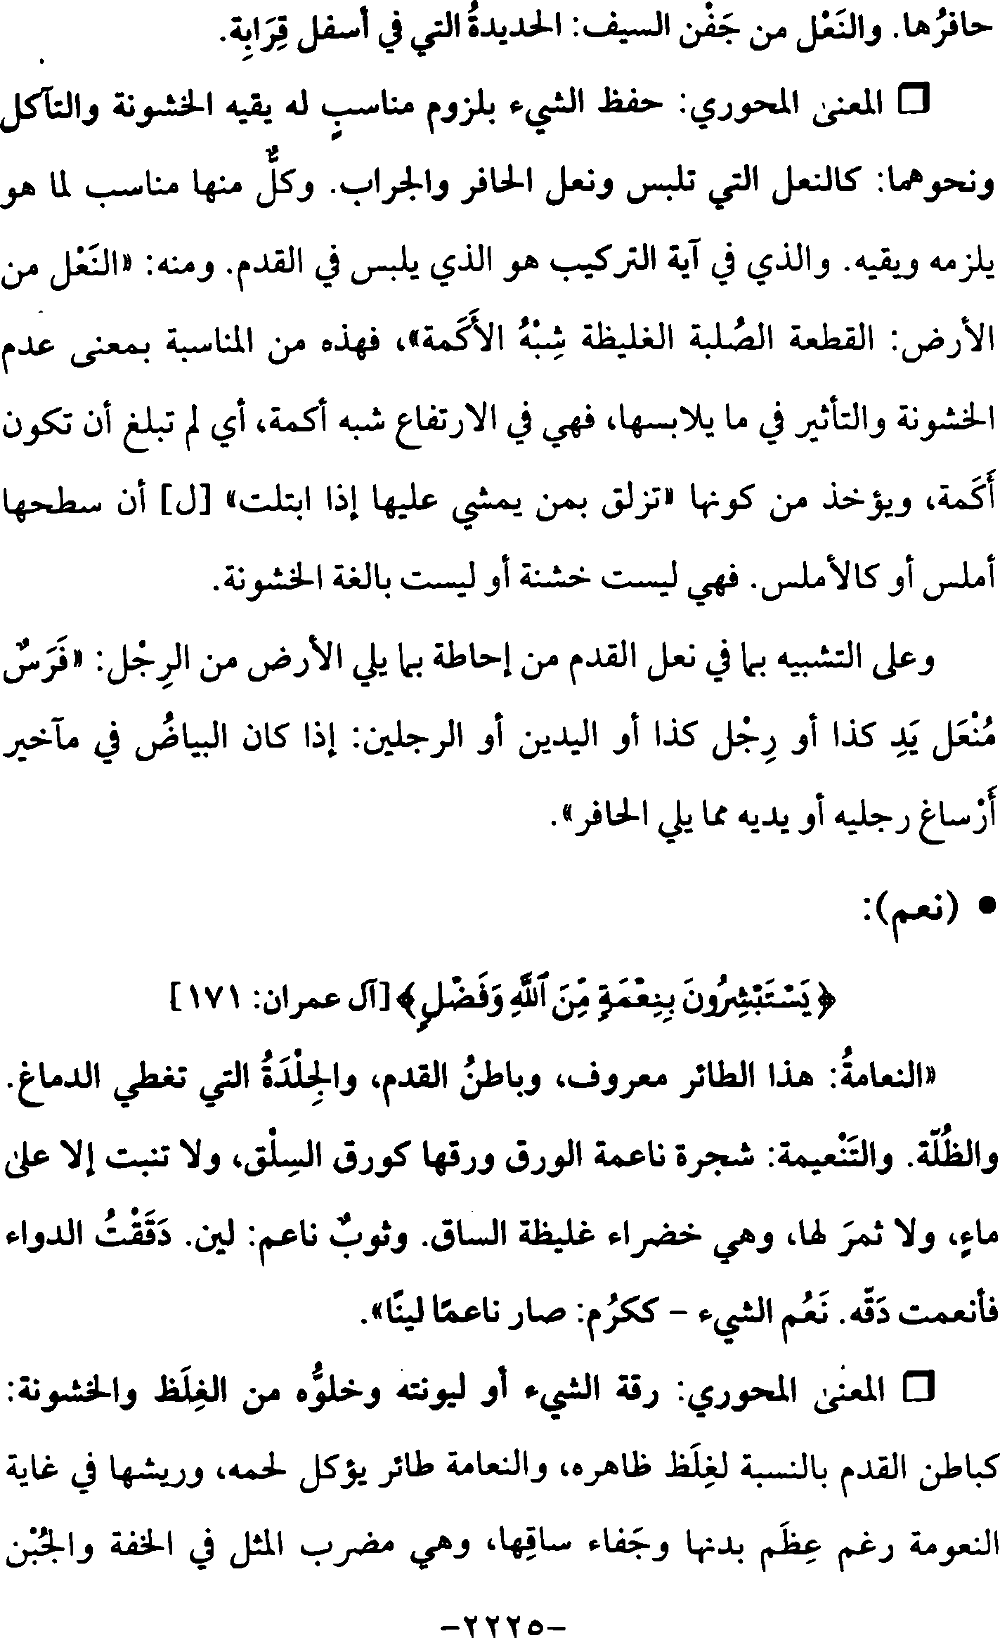 حافرُها. والنَعْل من جَفْن السيف: الحديدةُ التي في أسفل قِرَابِة.
❒ المعنى المحوري: حفظ الشيء بلزوم مناسبٍ له يقيه الخشونة والتآكل
ونحوهما: كالنعل التي تلبس ونعل الحافر والجراب. وكلٌّ منها مناسب لما هو
يلزمه ويقيه. والذي في آية التركيب هو الذي يلبس في القدم. ومنه: «النَعْل من
الأرض: القطعة الصُلبة الغليظة شِبْهُ الأَكَمة»، فهذه من المناسبة بمعنى عدم
الخشونة والتأثير في ما يلابسها، فهي في الارتفاع شبه أكمة، أي لم تبلغ أن تكون
أَكَمة، ويؤخذ من كونها «تزلق بمن يمشي عليها إذا ابتلت» [ل] أن سطحها
أملس أو كالأملس. فهي ليست خشنة أو ليست بالغة الخشونة.
وعلى التشبيه بما في نعل القدم من إحاطة بما يلي الأرض من الرِجْل: «فَرَسٌ
مُنْعَل يَدِ كذا أو رِجْل كذا أو اليدين أو الرجلين: إذا كان البياضُ في مآخير
أَرْساغ رجليه أو يديه مما يلي الحافر».
• (نعم):
﴿يَسْتَبْشِرُونَ بِنِعْمَةٍ مِّنَ ٱللَّهِ وَفَضْلٍ﴾ [آل عمران: ١٧١]
«النعامةُ: هذا الطائر معروف، وباطنُ القدم، والجِلْدَةُ التي تغطي الدماغ.
والظُلّة. والتَنْعيمة: شجرة ناعمة الورق ورقها كورق السِلْق، ولا تنبت إلا على
ماءٍ، ولا ثمرَ لها، وهي خضراء غليظة الساق. وثوبٌ ناعم: لين. دَقَقْتُ الدواء
فأنعمت دَقّه. نَعُم الشيء – ككرُم: صار ناعمًا لينًا».
❒ المعنى المحوري: رقة الشيء أو ليونته وخلوُّه من الغِلَظ والخشونة:
كباطن القدم بالنسبة لغِلَظ ظاهره، والنعامة طائر يؤكل لحمه، وريشها في غاية
النعومة رغم عِظَم بدنها وجَفاء ساقِها، وهي مضرب المثل في الخفة والجُبْن
-٢٢٢٥-